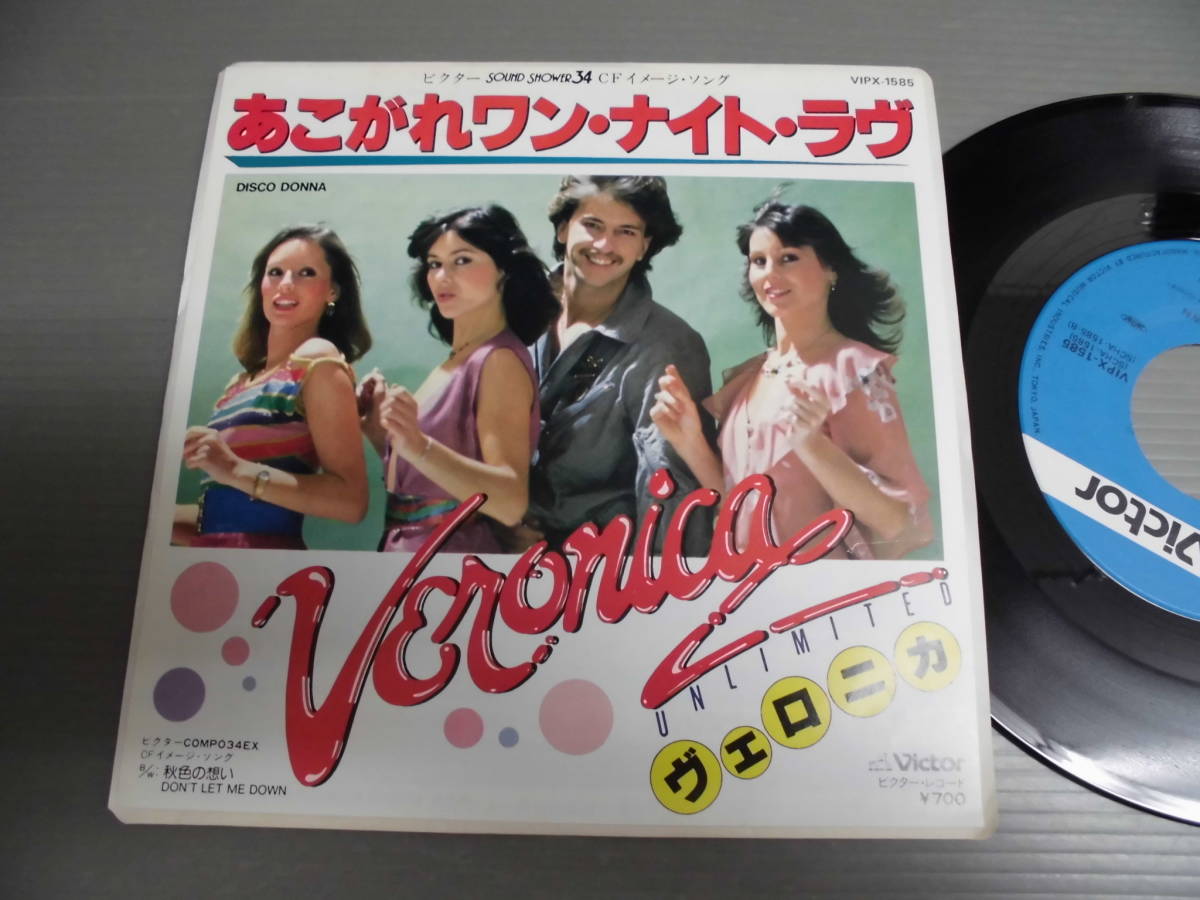 ビクター SOUND SHOWER 34 CFイメージ・ソング
VIPX-1585
あこがれワン・ナイト・ラヴ
DISCO DONNA
Veronica
UNLIMITED
ヴェロニカ
ビクターCOMPO34EX
CFイメージ・ソング
B/W: 秋色の想い
DON'T LET ME DOWN
Victor
ビクター・レコード
¥700
VIPX-1585
(SCHA-1585)
(SCHA-1585-B)
Victor